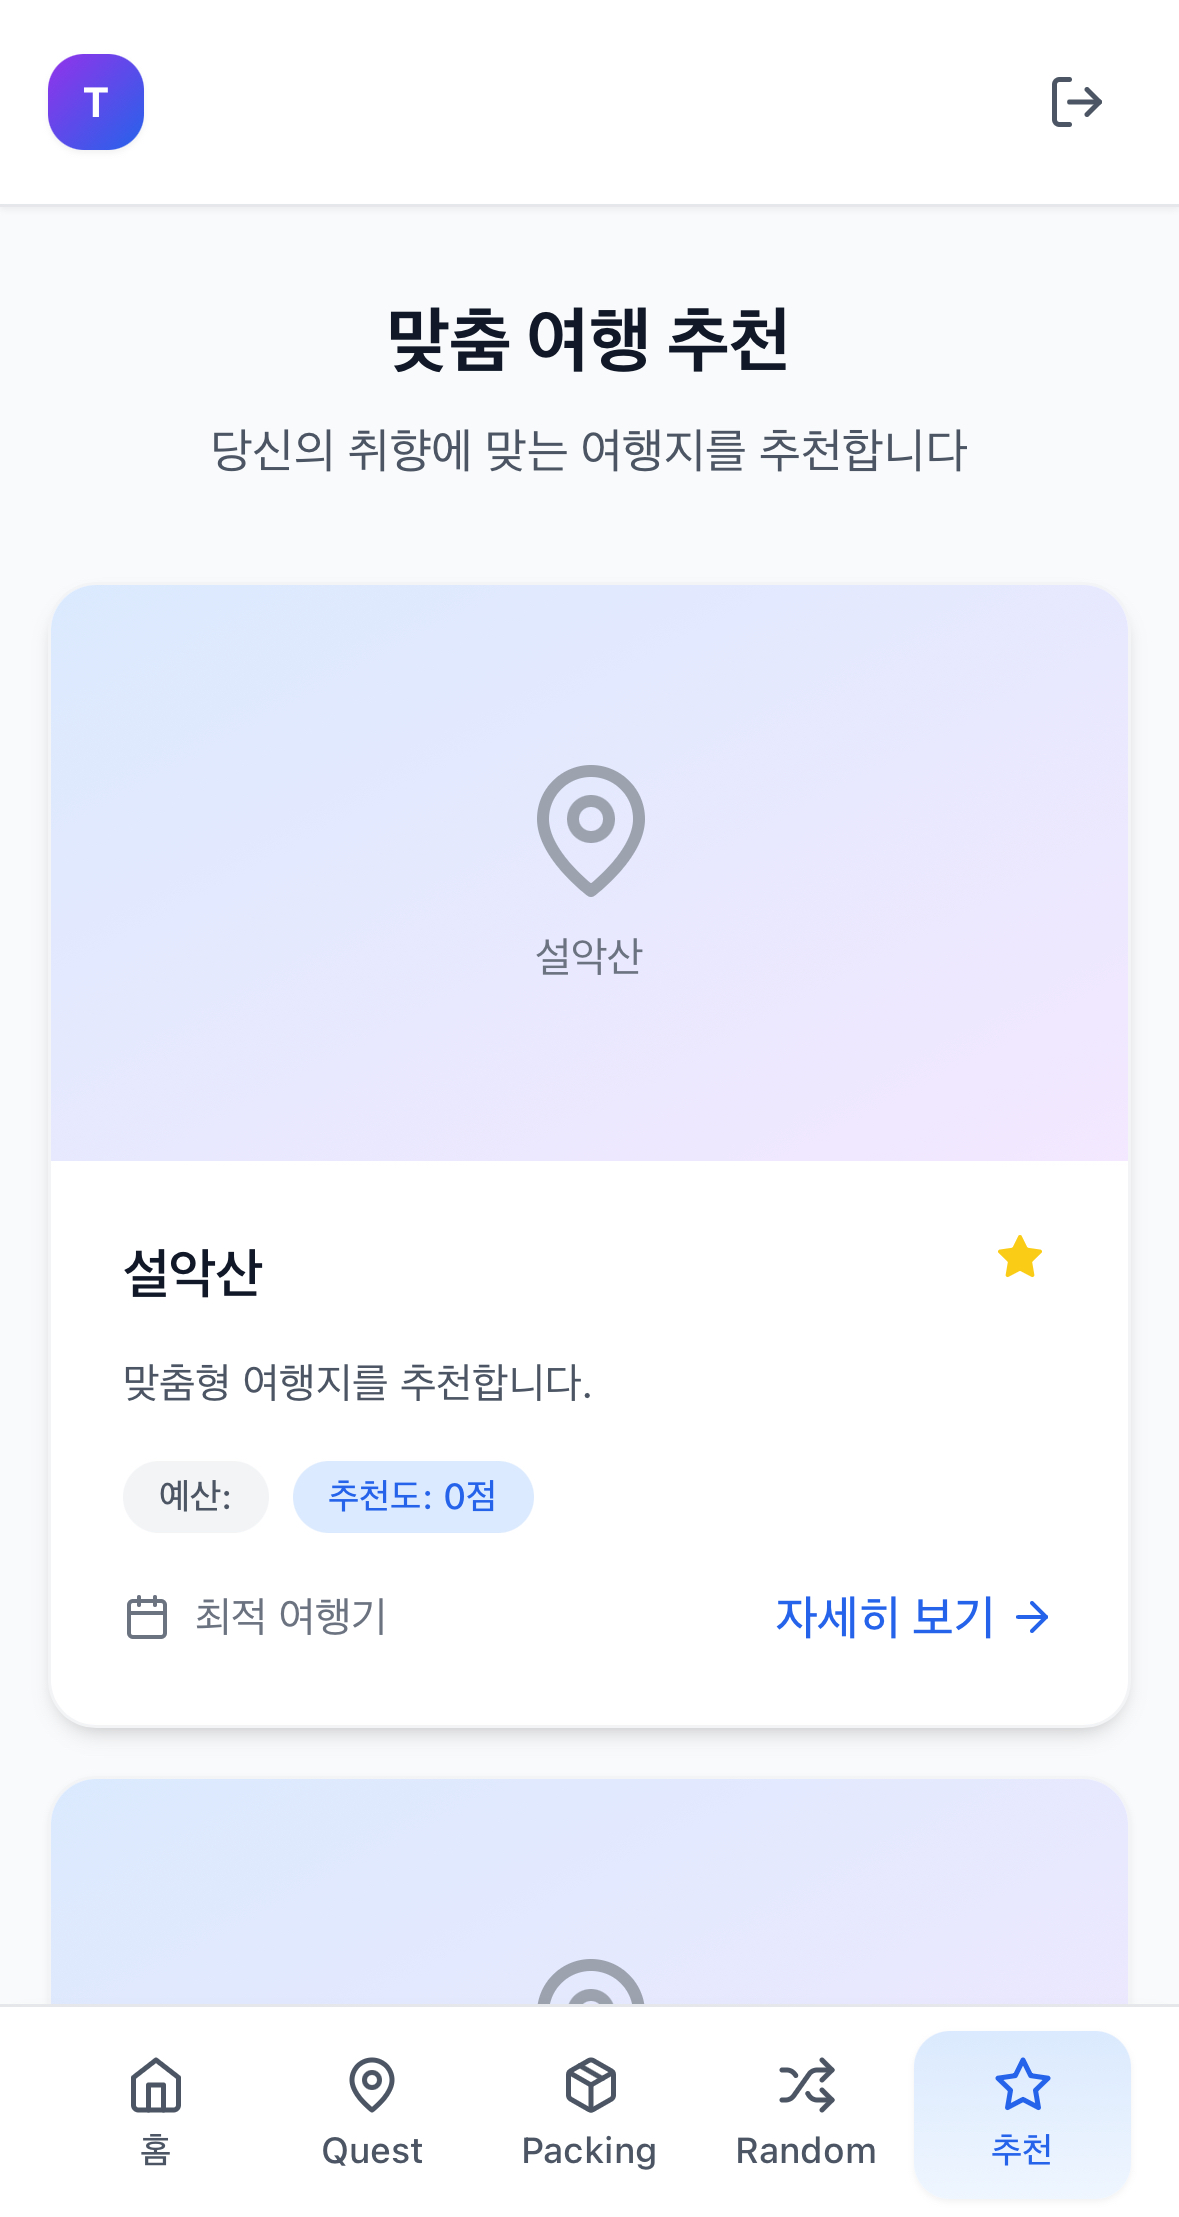 T
맞춤 여행 추천
당신의 취향에 맞는 여행지를 추천합니다
설악산
설악산
맞춤형 여행지를 추천합니다.
예산: 추천도: 0점
최적 여행기 자세히 보기
홈 Quest Packing Random 추천